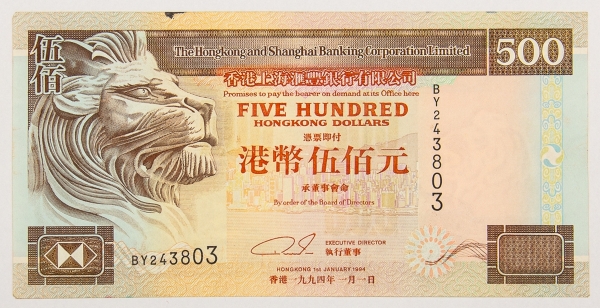 伍佰
The Hongkong and Shanghai Banking Corporation Limited
500
香港上海滙豐銀行有限公司
Promises to pay the bearer on demand at its Office here
FIVE HUNDRED
HONGKONG DOLLARS
憑票即付
港幣伍佰元
承董事會命
By order of the Board of Directors
BY243803
BY243803
EXECUTIVE DIRECTOR
執行董事
HONGKONG 1ST JANUARY 1994
香港一九九四年一月一日
500